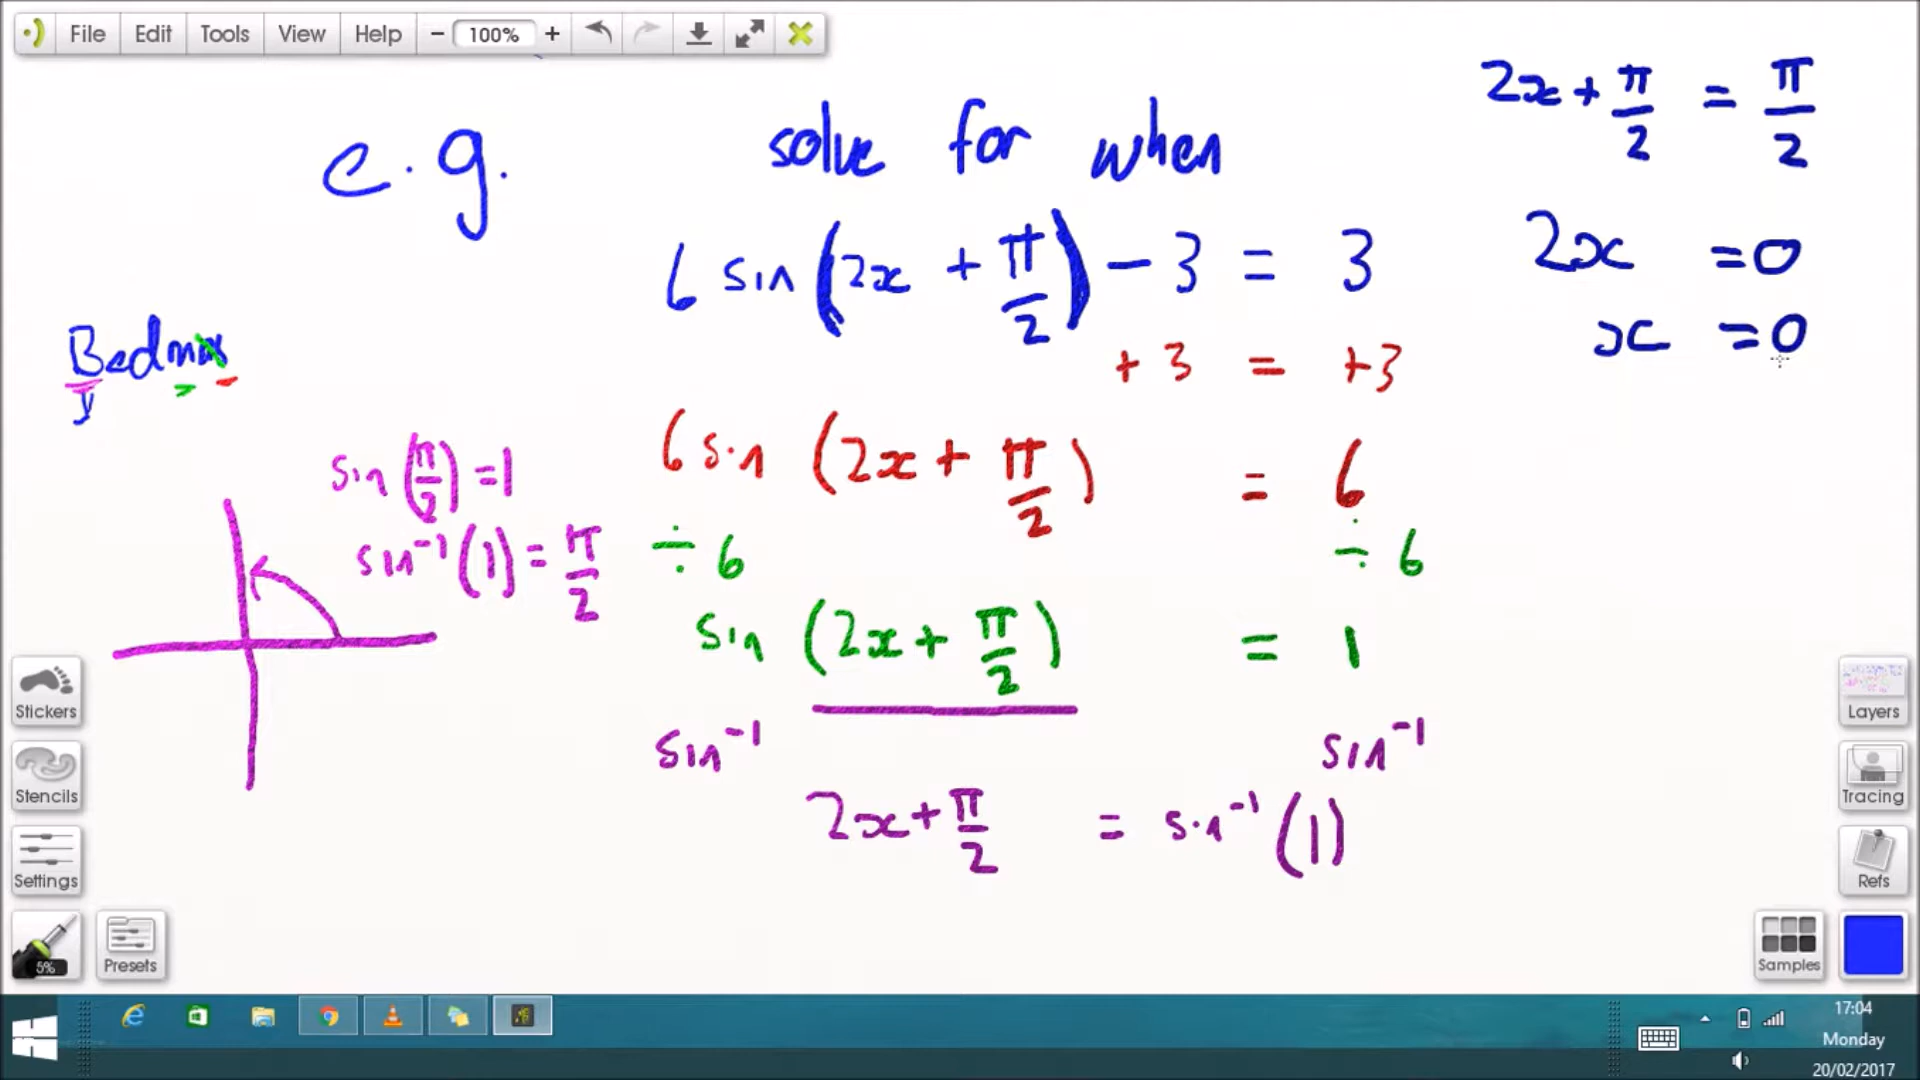 File Edit Tools View Help − 100% +
e.g. solve for when
6 sin(2x + π/2) − 3 = 3
+3 = +3
6 sin (2x + π/2) = 6
÷ 6 ÷ 6
sin (2x + π/2) = 1
sin⁻¹ sin⁻¹
2x + π/2 = sin⁻¹ (1)
2x + π/2 = π/2
2x = 0
x = 0
sin(π/2) = 1
sin⁻¹(1) = π/2
Stickers
Stencils
Settings
5%
Presets
Layers
Tracing
Refs
Samples
17:04
Monday
20/02/2017